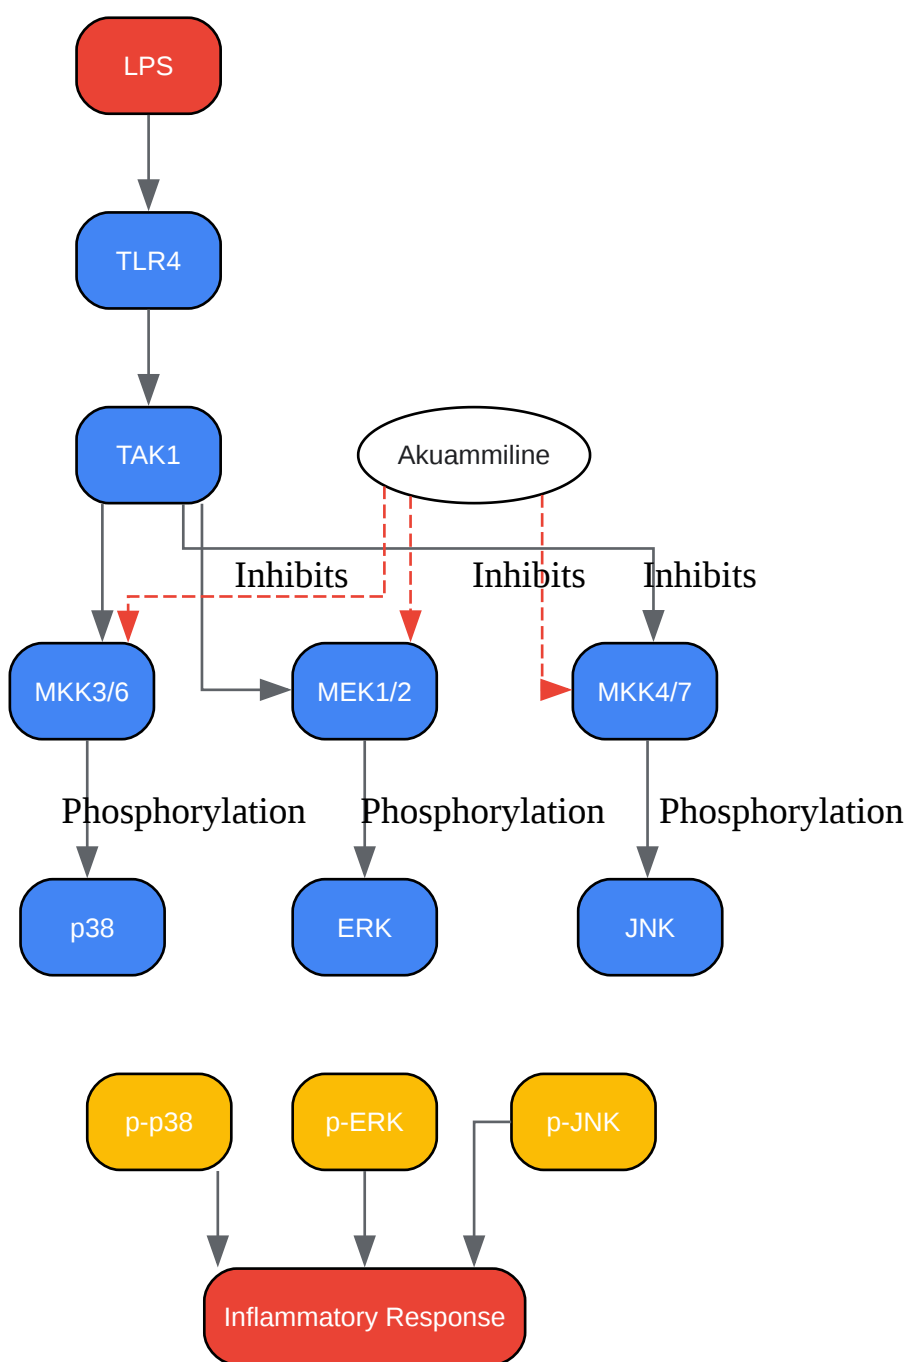 LPS
TLR4
TAK1
Akuammiline
Inhibits
Inhibits
Inhibits
MKK3/6
MEK1/2
MKK4/7
Phosphorylation
Phosphorylation
Phosphorylation
p38
ERK
JNK
p-p38
p-ERK
p-JNK
Inflammatory Response